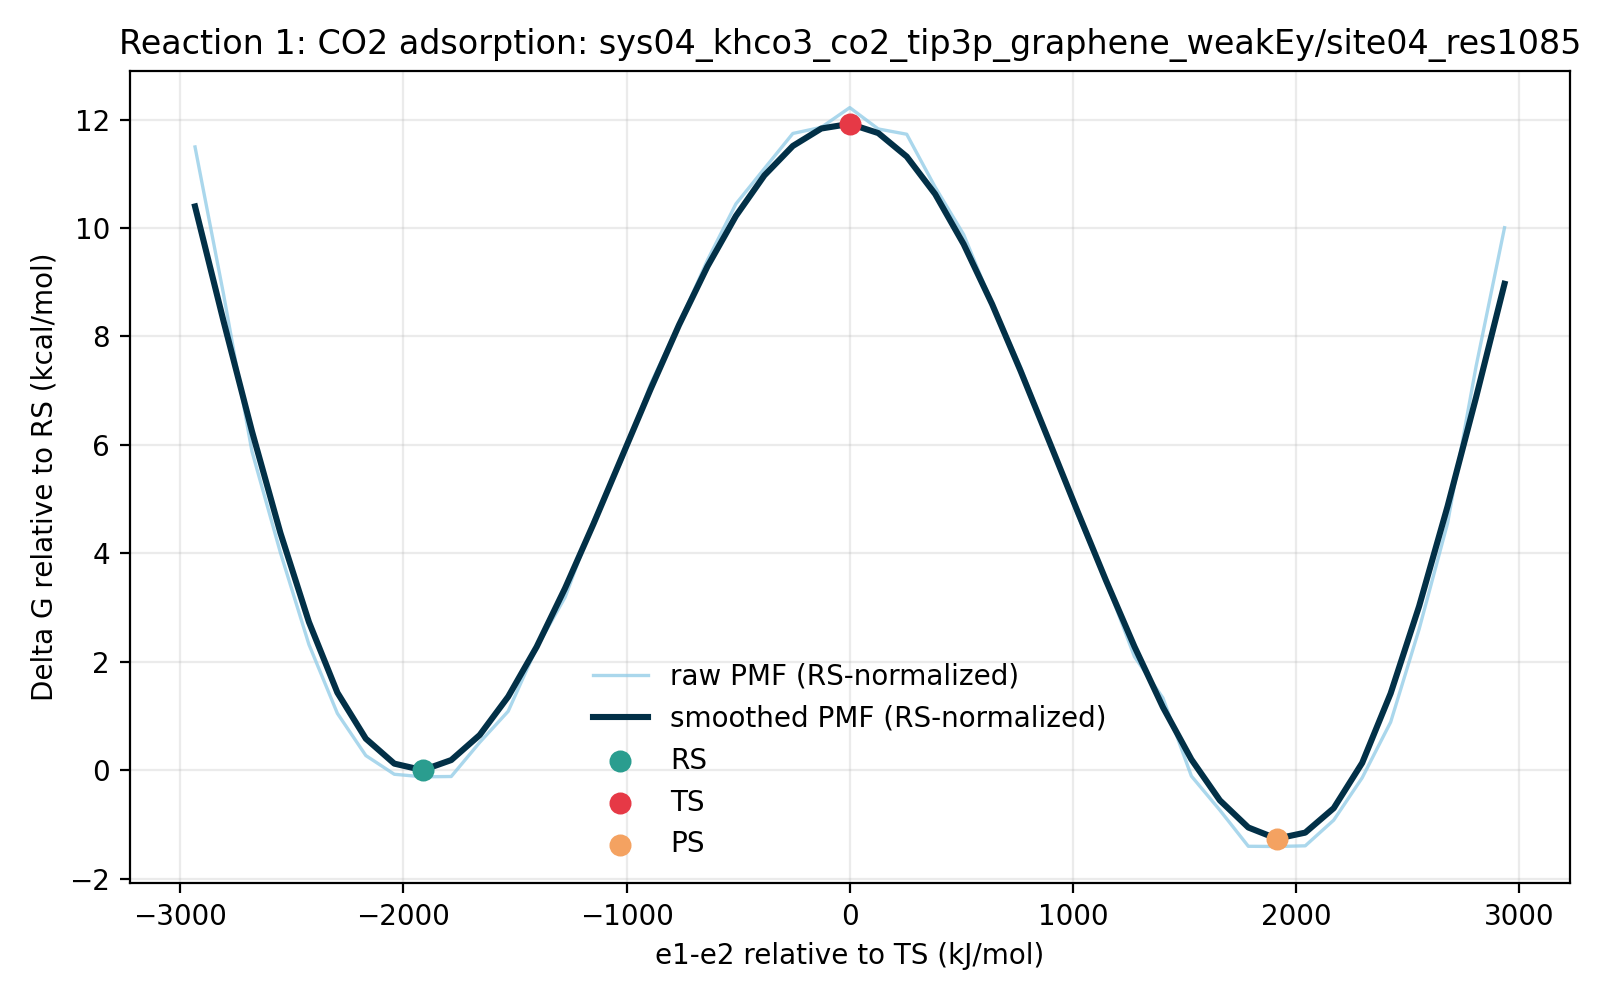 Reaction 1: CO2 adsorption: sys04_khco3_co2_tip3p_graphene_weakEy/site04_res1085
Delta G relative to RS (kcal/mol)
12
10
8
6
4
2
0
−2
raw PMF (RS-normalized)
smoothed PMF (RS-normalized)
RS
TS
PS
−3000
−2000
−1000
0
1000
2000
3000
e1-e2 relative to TS (kJ/mol)